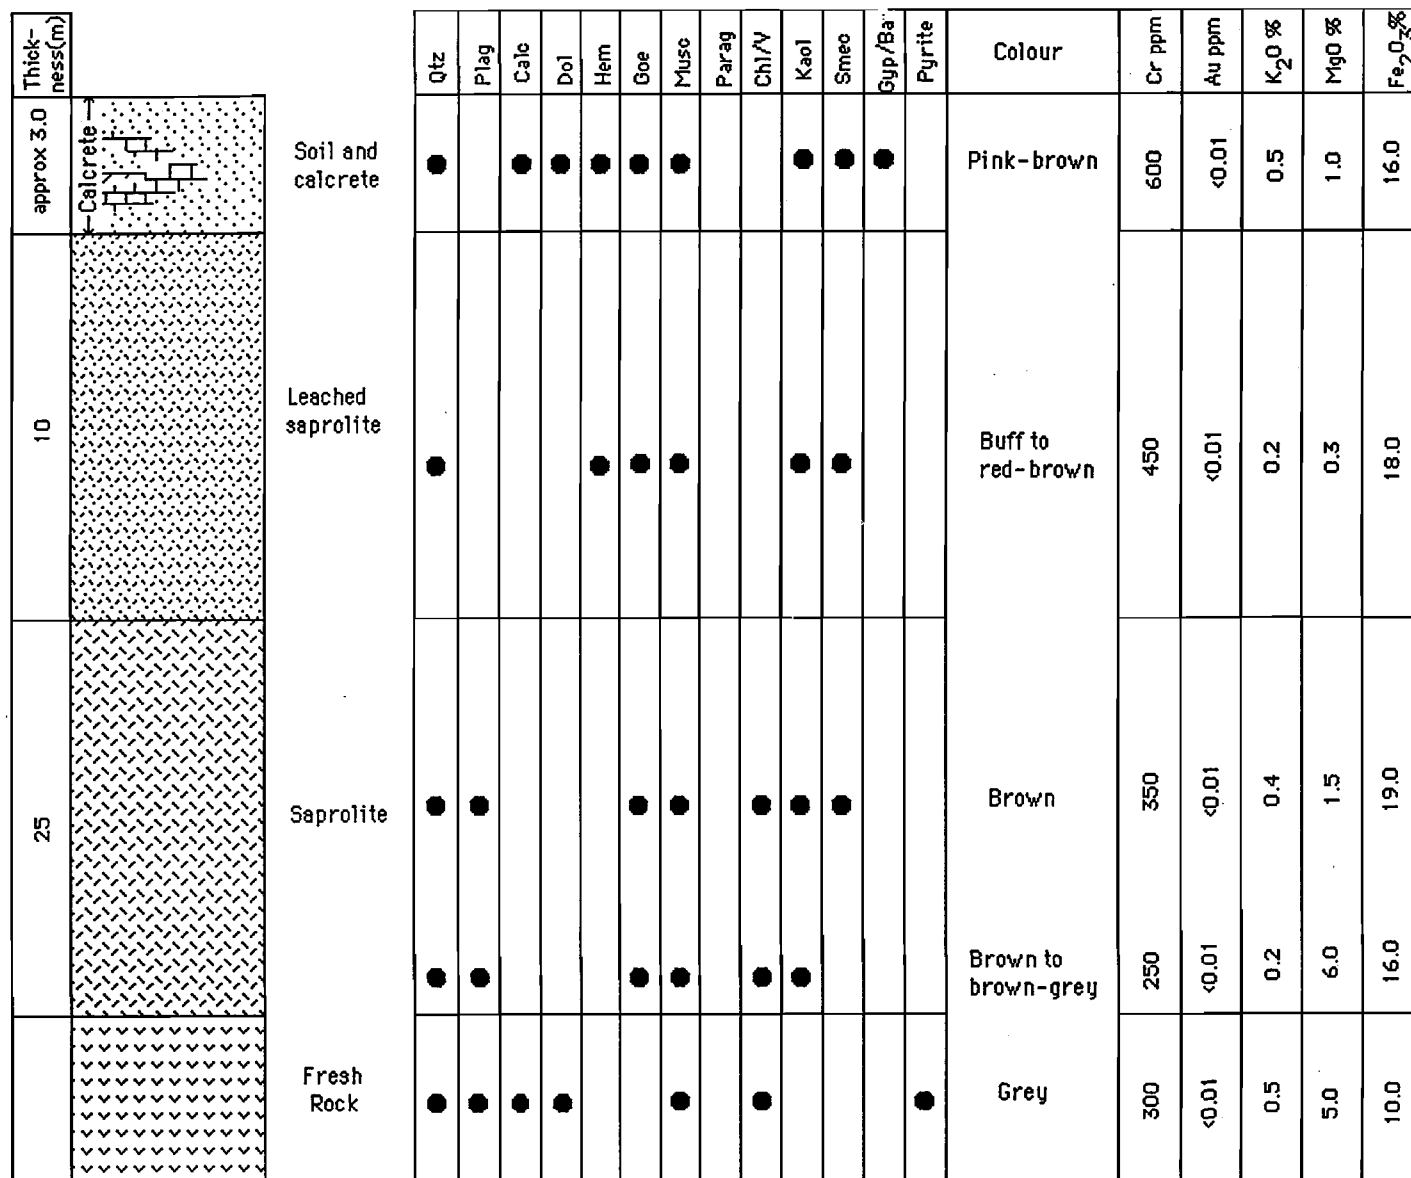 Thick-
ness(m)
Qtz
Plag
Calc
Dol
Hem
Goe
Musc
Parag
Chl/V
Kaol
Smec
Gyp/Ba
Pyrite
Colour
Cr ppm
Au ppm
K2O %
MgO %
Fe2O3%
approx 3.0
Calcrete
Soil and
calcrete
Pink-brown
600
<0.01
0.5
1.0
16.0
10
Leached
saprolite
Buff to
red-brown
450
<0.01
0.2
0.3
18.0
25
Saprolite
Brown
350
<0.01
0.4
1.5
19.0
Brown to
brown-grey
250
<0.01
0.2
6.0
16.0
Fresh
Rock
Grey
300
<0.01
0.5
5.0
10.0